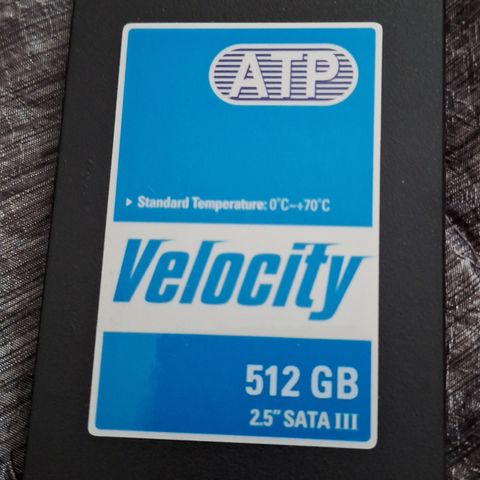 ATP
▸ Standard Temperature: 0°C~+70°C
Velocity
512 GB
2.5" SATA III